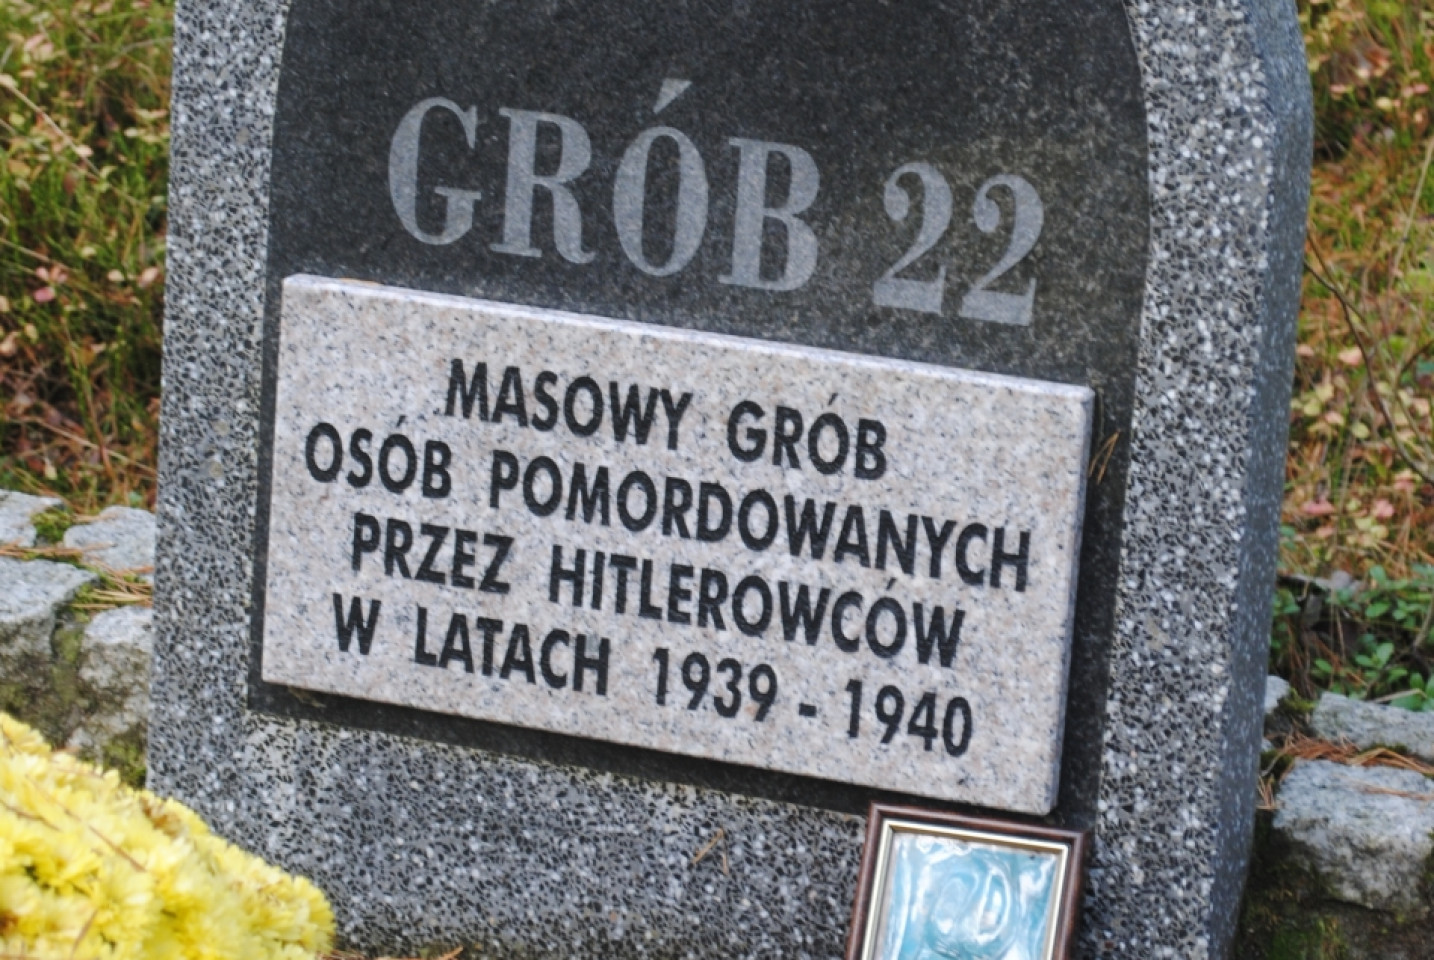 GRÓB 22
MASOWY GRÓB
OSÓB POMORDOWANYCH
PRZEZ HITLEROWCÓW
W LATACH 1939 - 1940